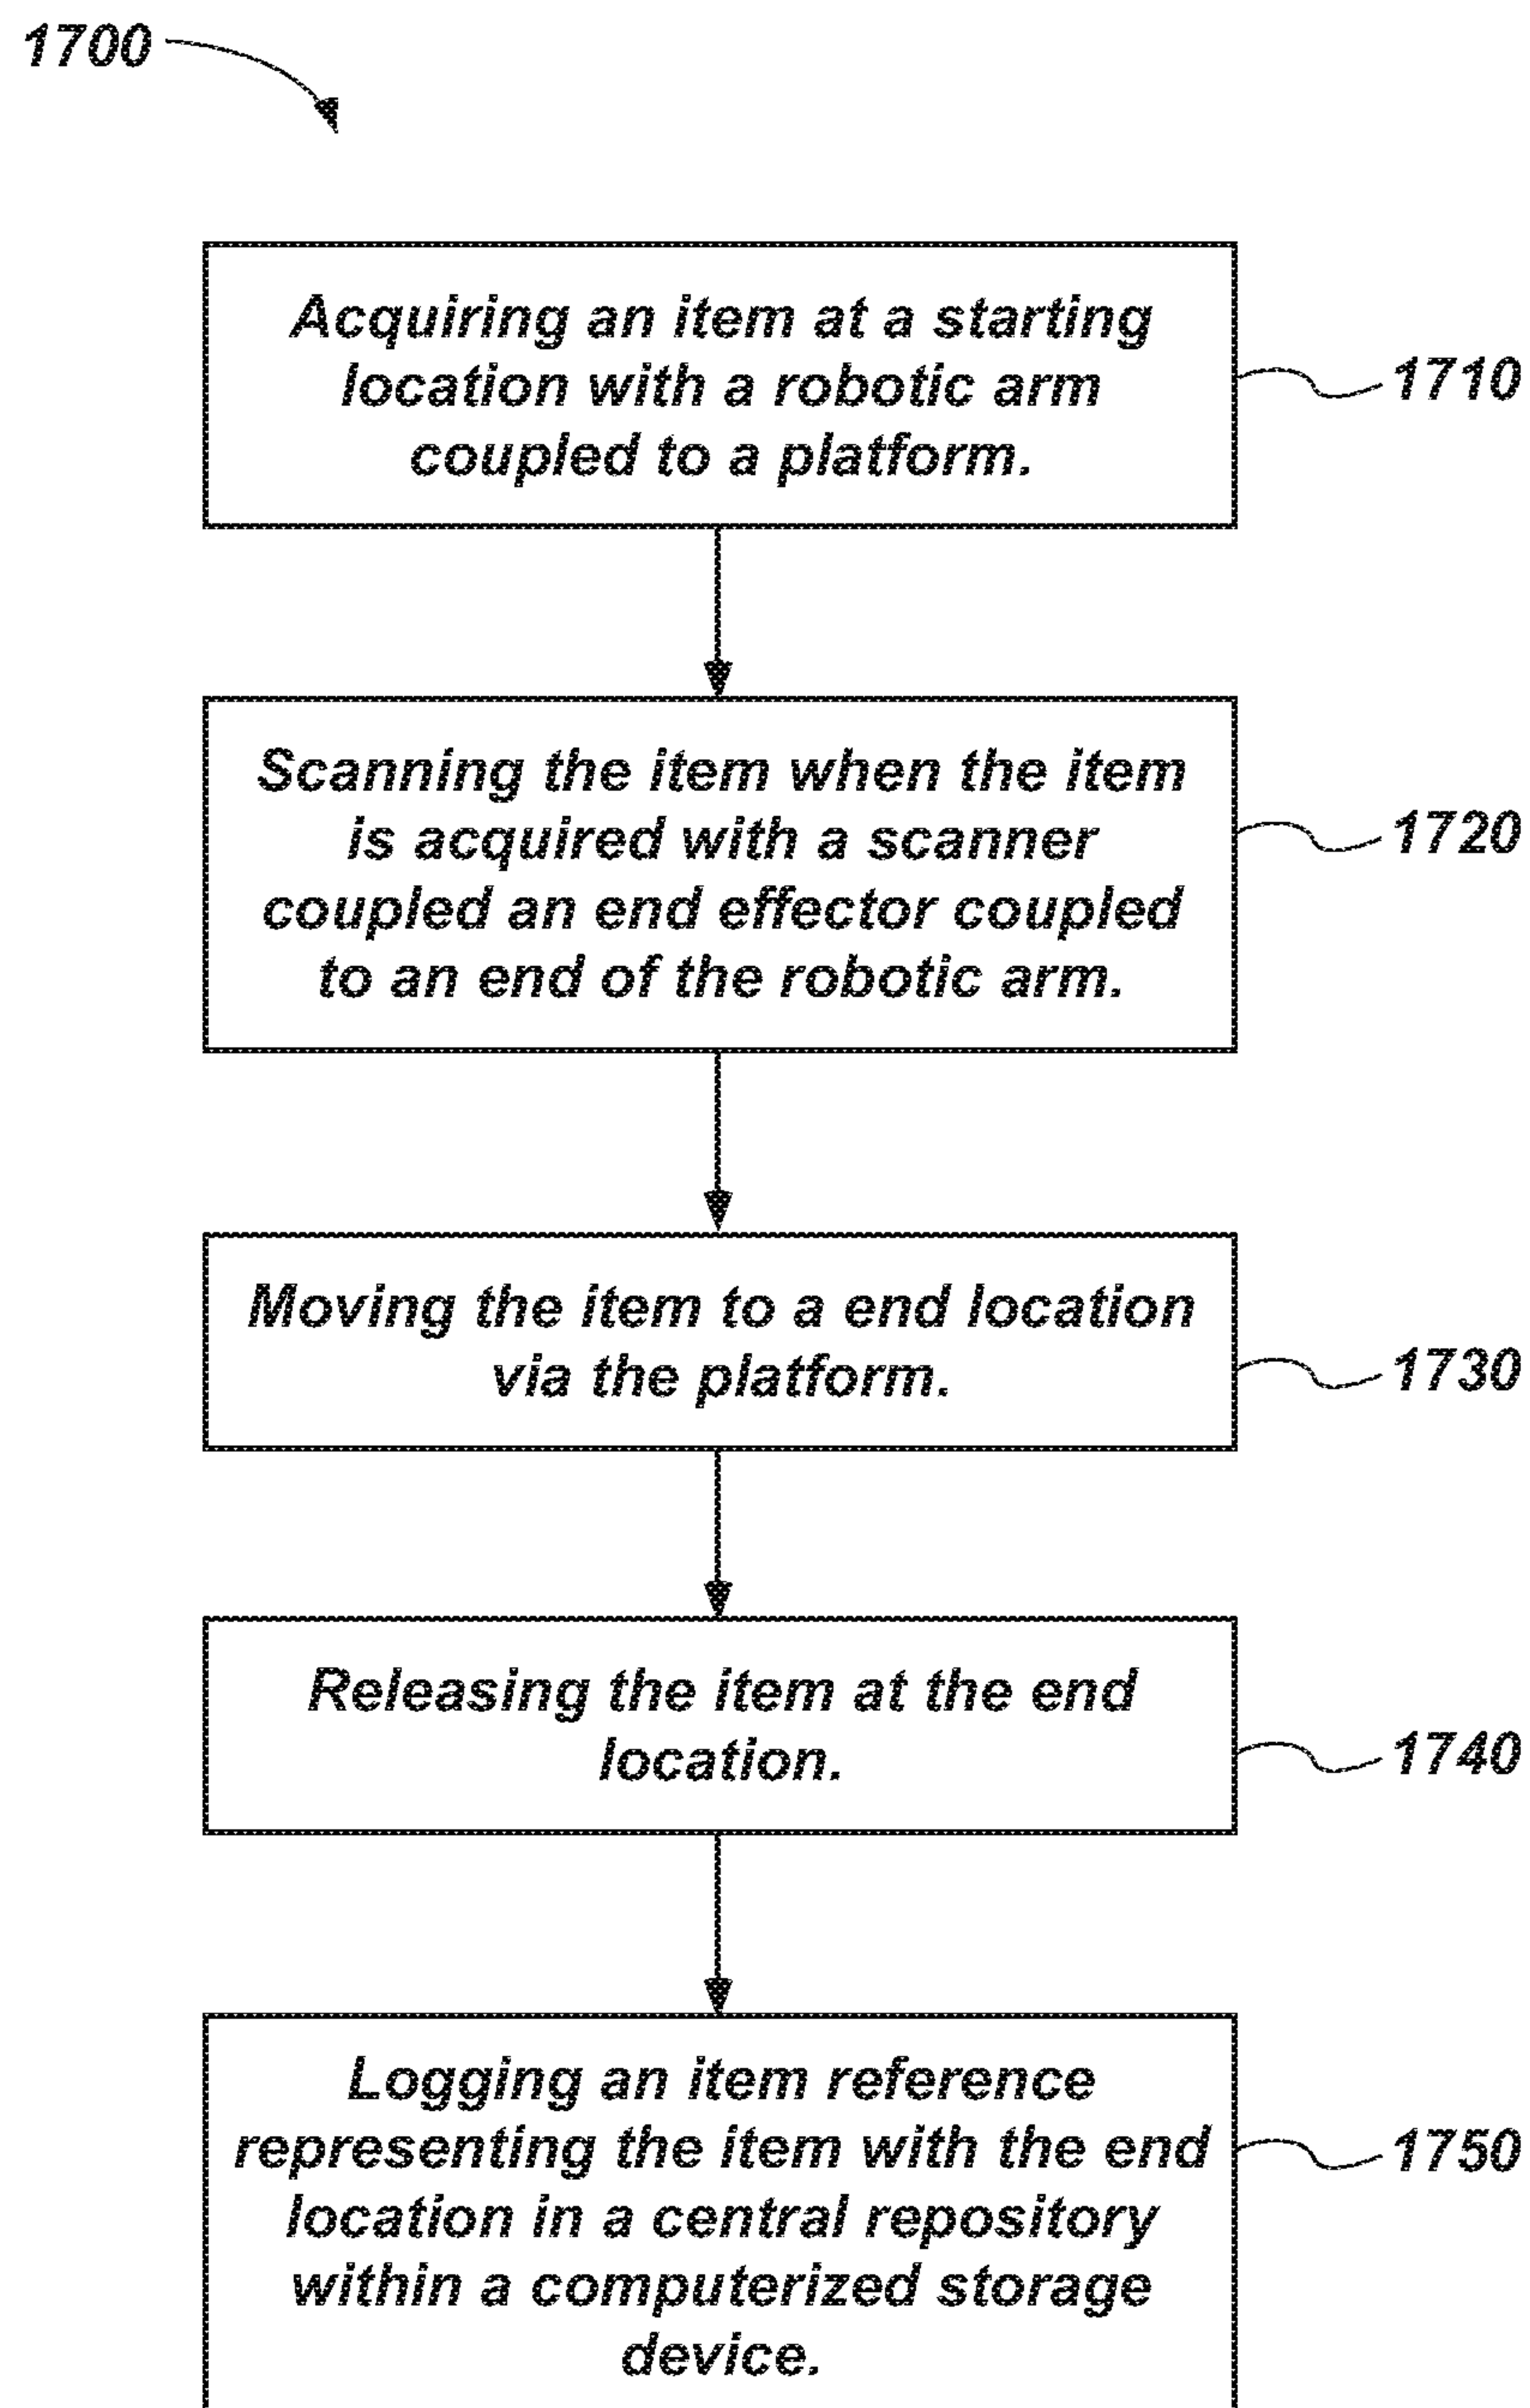 1700
Acquiring an item at a starting
location with a robotic arm
coupled to a platform.
1710
Scanning the item when the item
is acquired with a scanner
coupled an end effector coupled
to an end of the robotic arm.
1720
Moving the item to a end location
via the platform.
1730
Releasing the item at the end
location.
1740
Logging an item reference
representing the item with the end
location in a central repository
within a computerized storage
device.
1750